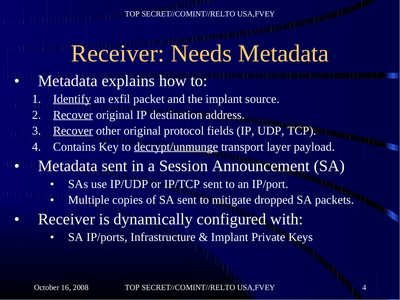 TOP SECRET//COMINT//RELTO USA,FVEY
Receiver: Needs Metadata
• Metadata explains how to:
1. Identify an exfil packet and the implant source.
2. Recover original IP destination address.
3. Recover other original protocol fields (IP, UDP, TCP).
4. Contains Key to decrypt/unmunge transport layer payload.
• Metadata sent in a Session Announcement (SA)
• SAs use IP/UDP or IP/TCP sent to an IP/port.
• Multiple copies of SA sent to mitigate dropped SA packets.
• Receiver is dynamically configured with:
• SA IP/ports, Infrastructure & Implant Private Keys
October 16, 2008 TOP SECRET//COMINT//RELTO USA,FVEY 4